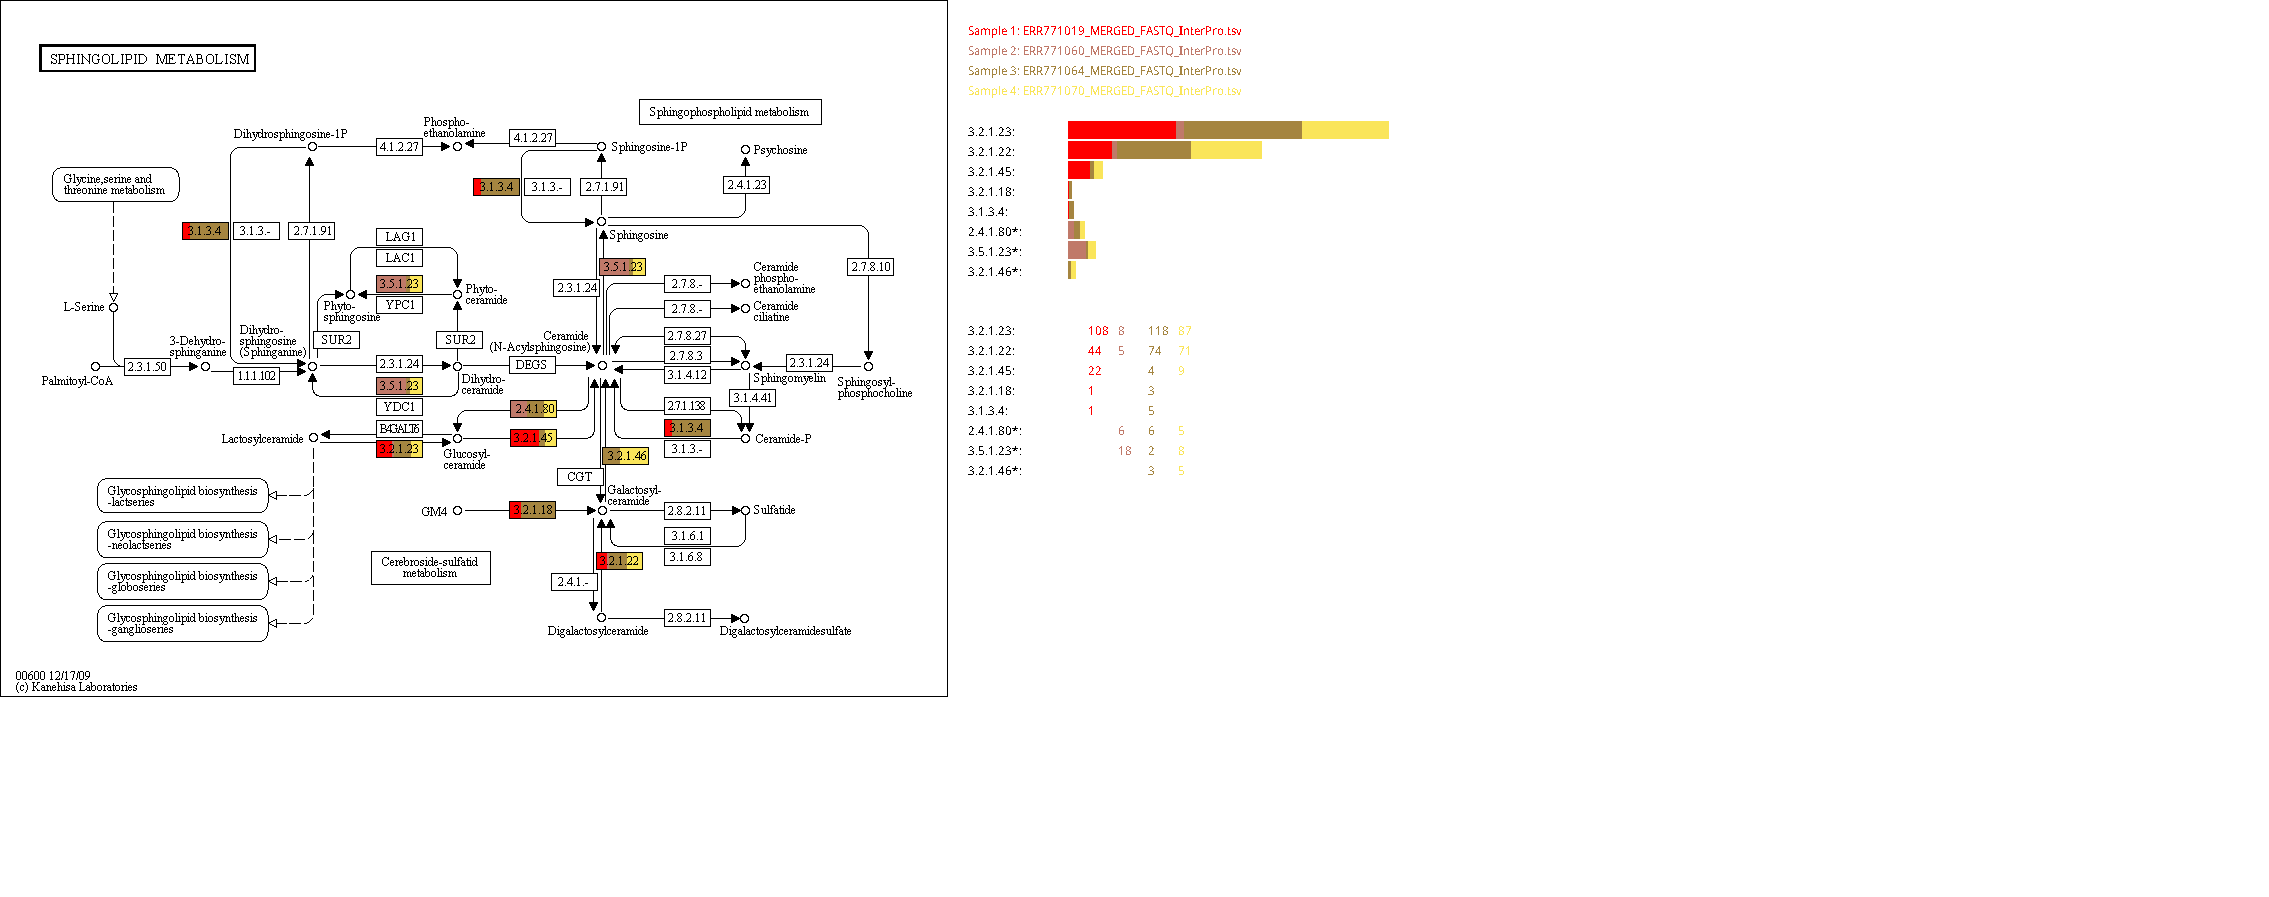 SPHINGOLIPID METABOLISM
Sphingophospholipid metabolism
Phospho-
ethanolamine
Dihydrosphingosine-1P
4.1.2.27
4.1.2.27
Sphingosine-1P
Psychosine
Glycine,serine and
threonine metabolism
3.1.3.4
3.1.3.-
2.7.1.91
2.4.1.23
3.1.3.4
3.1.3.-
2.7.1.91
LAG1
LAC1
Sphingosine
3.5.1.23
YPC1
Phyto-
sphingosine
Phyto-
ceramide
3.5.1.23
2.3.1.24
2.7.8.-
Ceramide
phospho-
ethanolamine
2.7.8.10
2.7.8.-
Ceramide
ciliatine
L-Serine
3-Dehydro-
sphinganine
Dihydro-
sphingosine
(Sphinganine)
SUR2
SUR2
Ceramide
(N-Acylsphingosine)
2.7.8.27
2.7.8.3
3.1.4.12
2.3.1.24
Palmitoyl-CoA
2.3.1.50
1.1.1.102
2.3.1.24
DEGS
Dihydro-
ceramide
Sphingomyelin
Sphingosyl-
phosphocholine
3.5.1.23
YDC1
3.1.4.41
2.4.1.80
2.7.1.138
B4GALT6
3.1.3.4
Lactosylceramide
3.2.1.23
Glucosyl-
ceramide
3.2.1.45
3.1.3.-
Ceramide-P
3.2.1.46
CGT
Galactosyl-
ceramide
Glycosphingolipid biosynthesis
-lactseries
GM4
3.2.1.18
2.8.2.11
Sulfatide
Glycosphingolipid biosynthesis
-neolactseries
3.1.6.1
3.1.6.8
Cerebroside-sulfatid
metabolism
3.2.1.22
2.4.1.-
Glycosphingolipid biosynthesis
-globoseries
Glycosphingolipid biosynthesis
-ganglioseries
2.8.2.11
Digalactosylceramide
Digalactosylceramidesulfate
00600 12/17/09
(c) Kanehisa Laboratories
Sample 1: ERR771019_MERGED_FASTQ_InterPro.tsv
Sample 2: ERR771060_MERGED_FASTQ_InterPro.tsv
Sample 3: ERR771064_MERGED_FASTQ_InterPro.tsv
Sample 4: ERR771070_MERGED_FASTQ_InterPro.tsv
3.2.1.23:
3.2.1.22:
3.2.1.45:
3.2.1.18:
3.1.3.4:
2.4.1.80*:
3.5.1.23*:
3.2.1.46*:
3.2.1.23: 108 8 118 87
3.2.1.22: 44 5 74 71
3.2.1.45: 22 4 9
3.2.1.18: 1 3
3.1.3.4: 1 5
2.4.1.80*: 6 6 5
3.5.1.23*: 18 2 8
3.2.1.46*: 3 5